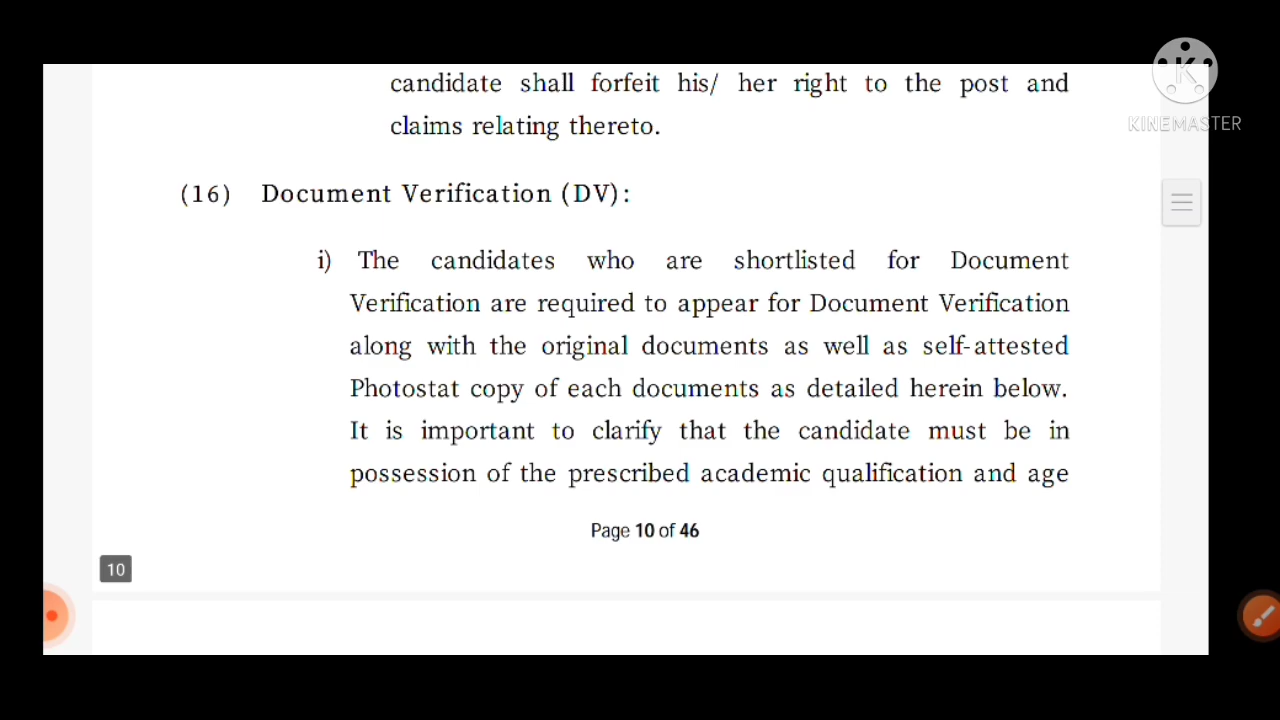 candidate shall forfeit his/ her right to the post and
claims relating thereto.
KINEMASTER
(16) Document Verification (DV):
i) The candidates who are shortlisted for Document
Verification are required to appear for Document Verification
along with the original documents as well as self-attested
Photostat copy of each documents as detailed herein below.
It is important to clarify that the candidate must be in
possession of the prescribed academic qualification and age
Page 10 of 46
10